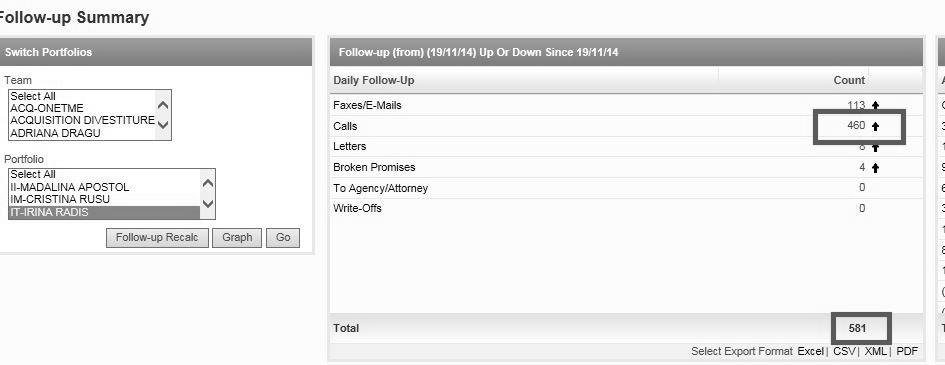 Follow-up Summary
Switch Portfolios
Team
Select All
ACQ-ONETME
ACQUISITION DIVESTITURE
ADRIANA DRAGU
Portfolio
Select All
II-MADALINA APOSTOL
IM-CRISTINA RUSU
IT-IRINA RADIS
Follow-up Recalc Graph Go
Follow-up (from) (19/11/14) Up Or Down Since 19/11/14
Daily Follow-Up Count
Faxes/E-Mails 113
Calls 460
Letters
Broken Promises 4
To Agency/Attorney 0
Write-Offs 0
Total 581
Select Export Format Excel | CSV | XML | PDF